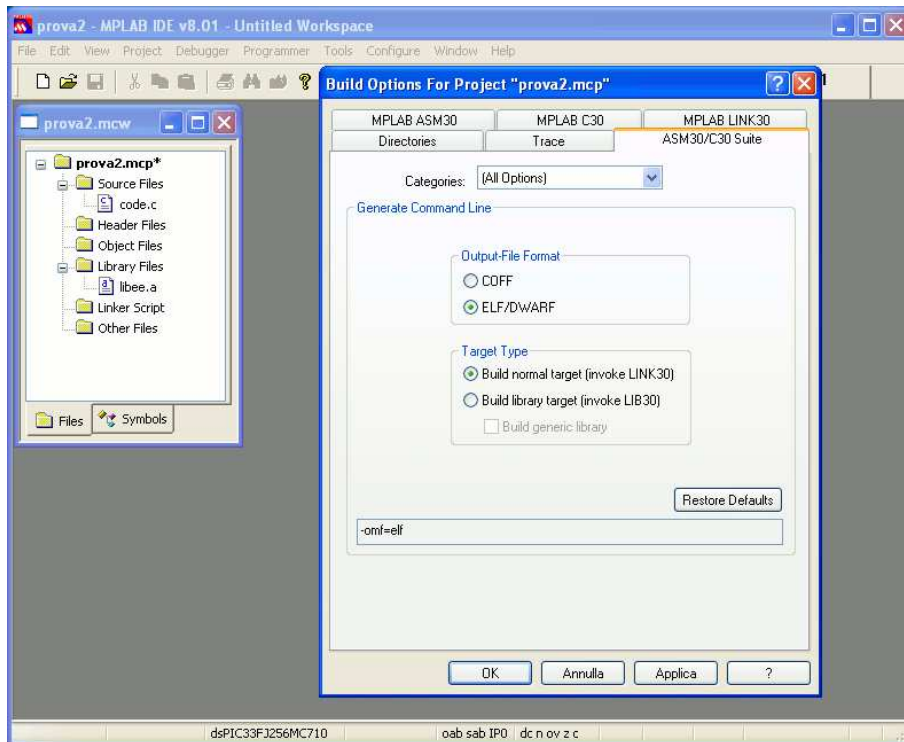 prova2 - MPLAB IDE v8.01 - Untitled Workspace
File Edit View Project Debugger Programmer Tools Configure Window Help
prova2.mcw
prova2.mcp*
Source Files
code.c
Header Files
Object Files
Library Files
libee.a
Linker Script
Other Files
Files Symbols
Build Options For Project "prova2.mcp"
MPLAB ASM30 MPLAB C30 MPLAB LINK30
Directories Trace ASM30/C30 Suite
Categories: (All Options)
Generate Command Line
Output-File Format
COFF
ELF/DWARF
Target Type
Build normal target (invoke LINK30)
Build library target (invoke LIB30)
Build generic library
Restore Defaults
-omf=elf
OK Annulla Applica ?
dsPIC33FJ256MC710 oab sab IP0 dc n ov z c